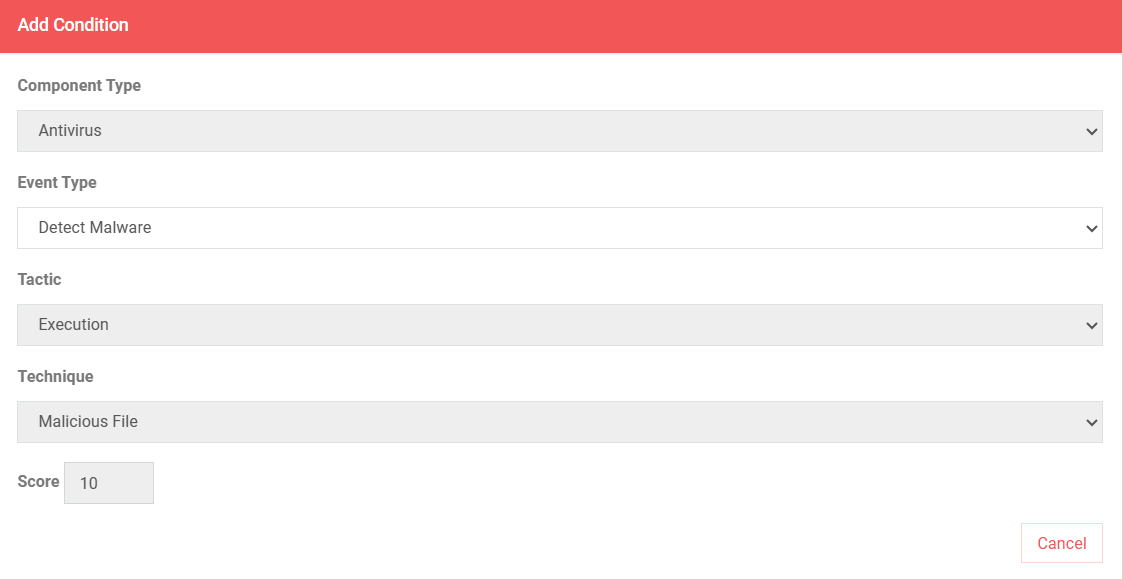 Add Condition
Component Type
Antivirus
Event Type
Detect Malware
Tactic
Execution
Technique
Malicious File
Score 10
Cancel